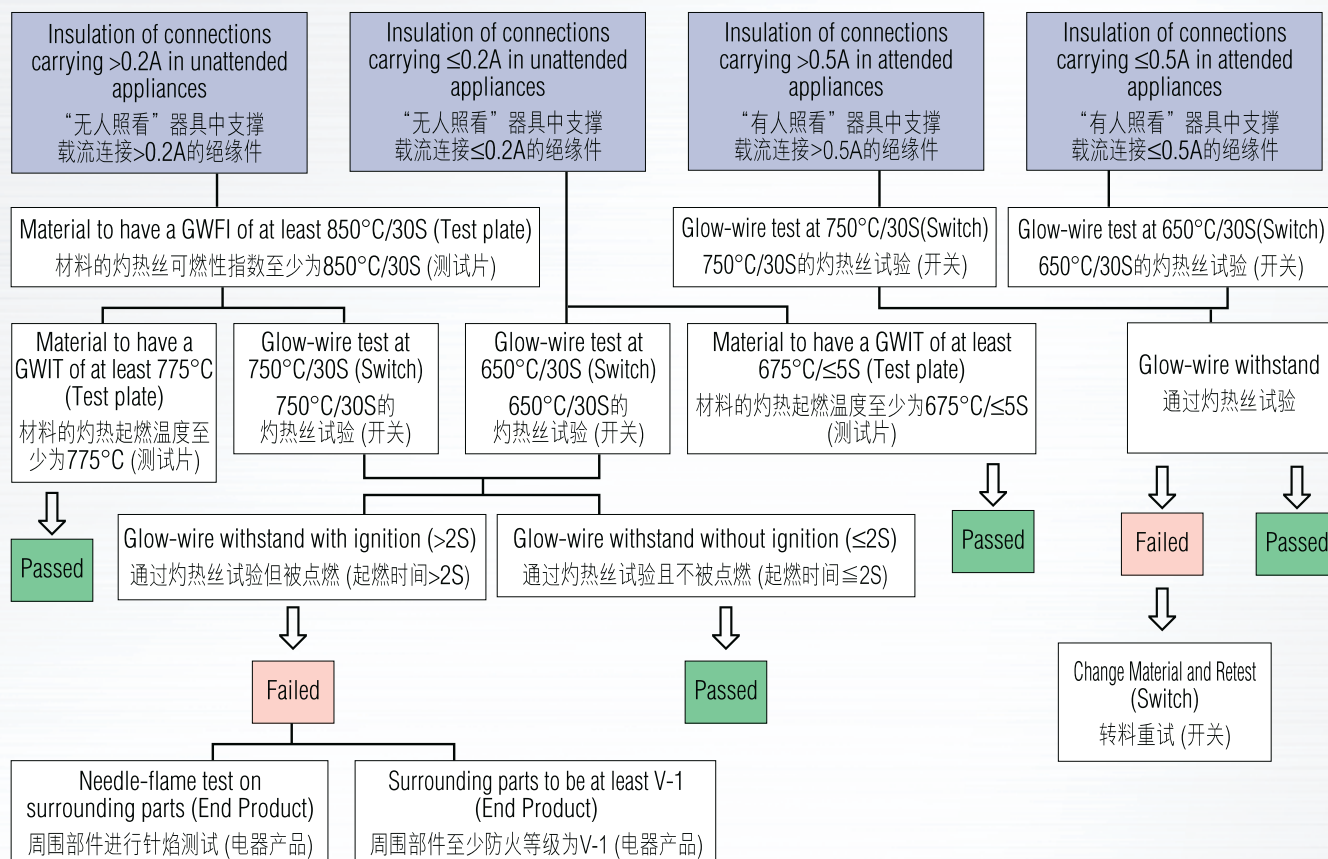 Insulation of connections
carrying >0.2A in unattended
appliances
“无人照看”器具中支撑
载流连接>0.2A的绝缘件
Insulation of connections
carrying ≤0.2A in unattended
appliances
“无人照看”器具中支撑
载流连接≤0.2A的绝缘件
Insulation of connections
carrying >0.5A in attended
appliances
“有人照看”器具中支撑
载流连接>0.5A的绝缘件
Insulation of connections
carrying ≤0.5A in attended
appliances
“有人照看”器具中支撑
载流连接≤0.5A的绝缘件
Material to have a GWFI of at least 850°C/30S (Test plate)
材料的灼热丝可燃性指数至少为850°C/30S (测试片)
Glow-wire test at 750°C/30S(Switch)
750°C/30S的灼热丝试验 (开关)
Glow-wire test at 650°C/30S(Switch)
650°C/30S的灼热丝试验 (开关)
Material to have a
GWIT of at least 775°C
(Test plate)
材料的灼热起燃温度至
少为775°C (测试片)
Glow-wire test at
750°C/30S (Switch)
750°C/30S的
灼热丝试验 (开关)
Glow-wire test at
650°C/30S (Switch)
650°C/30S的
灼热丝试验 (开关)
Material to have a GWIT of at least
675°C/≤5S (Test plate)
材料的灼热起燃温度至少为675°C/≤5S
(测试片)
Glow-wire withstand
通过灼热丝试验
Passed
Glow-wire withstand with ignition (>2S)
通过灼热丝试验但被点燃 (起燃时间>2S)
Glow-wire withstand without ignition (≤2S)
通过灼热丝试验且不被点燃 (起燃时间≦2S)
Passed
Failed
Passed
Failed
Passed
Change Material and Retest
(Switch)
转料重试 (开关)
Needle-flame test on
surrounding parts (End Product)
周围部件进行针焰测试 (电器产品)
Surrounding parts to be at least V-1
(End Product)
周围部件至少防火等级为V-1 (电器产品)